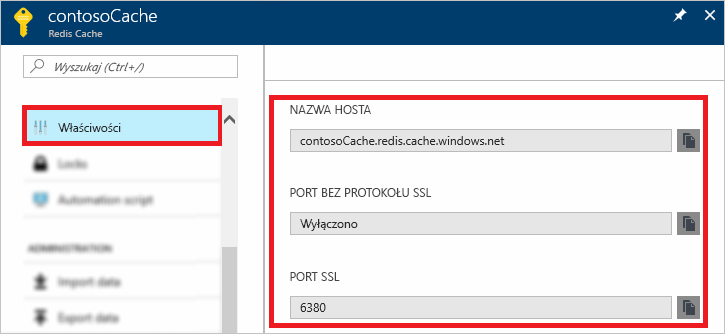 contosoCache
Redis Cache
Wyszukaj (Ctrl+/)
Właściwości
Locks
Automation script
ADMINISTRATION
Import data
Export data
NAZWA HOSTA
contosoCache.redis.cache.windows.net
PORT BEZ PROTOKOŁU SSL
Wyłączono
PORT SSL
6380